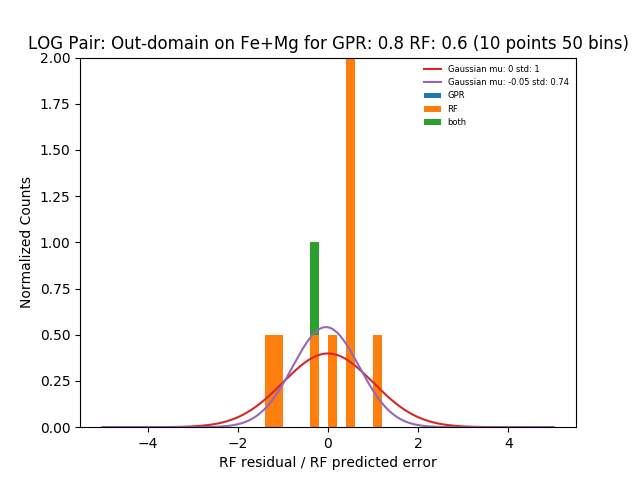 LOG Pair: Out-domain on Fe+Mg for GPR: 0.8 RF: 0.6 (10 points 50 bins)
2.00
1.75
1.50
1.25
1.00
0.75
0.50
0.25
0.00
Normalized Counts
Gaussian mu: 0 std: 1
Gaussian mu: -0.05 std: 0.74
GPR
RF
both
−4 −2 0 2 4
RF residual / RF predicted error